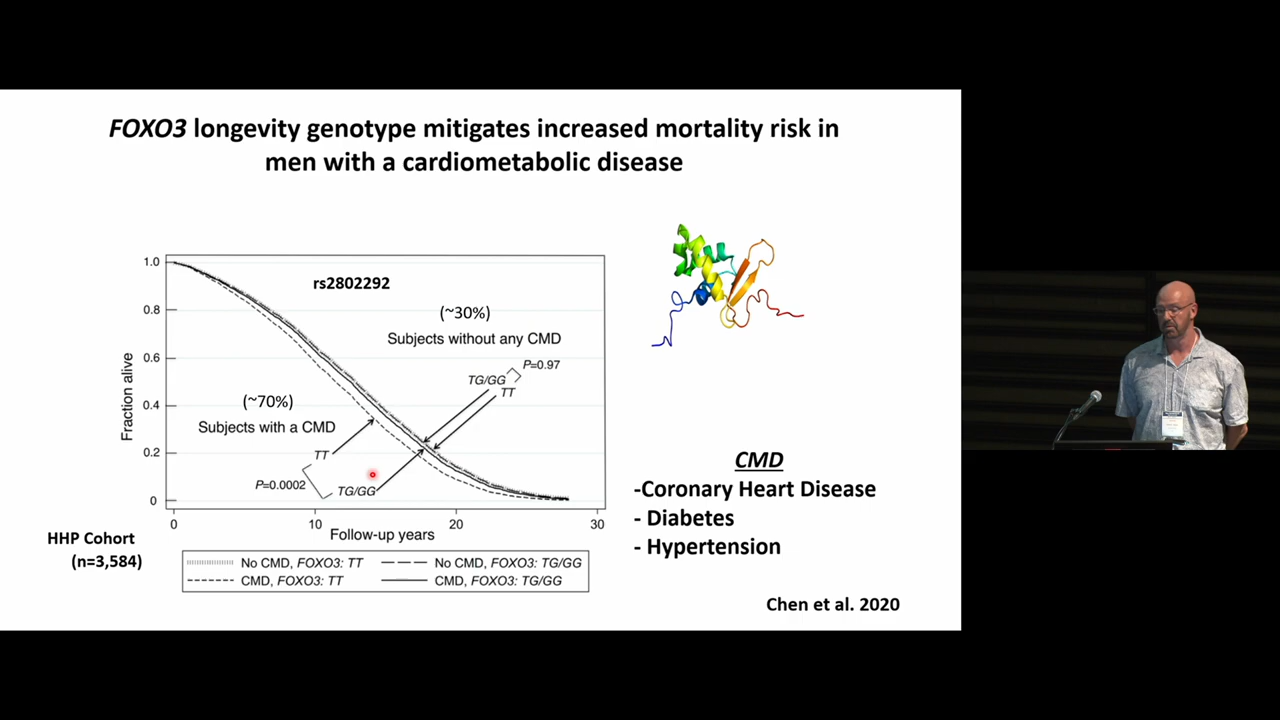 FOXO3 longevity genotype mitigates increased mortality risk in
men with a cardiometabolic disease
1.0
0.8
0.6
0.4
0.2
0
Fraction alive
rs2802292
(~30%)
Subjects without any CMD
P=0.97
TG/GG
TT
(~70%)
Subjects with a CMD
TT
P=0.0002
TG/GG
0
10
20
30
Follow-up years
HHP Cohort
(n=3,584)
No CMD, FOXO3: TT
No CMD, FOXO3: TG/GG
CMD, FOXO3: TT
CMD, FOXO3: TG/GG
CMD
-Coronary Heart Disease
- Diabetes
- Hypertension
Chen et al. 2020